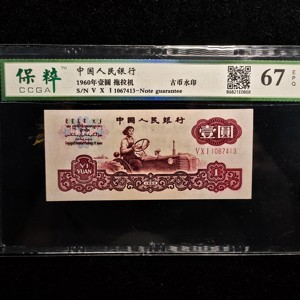 保粹
CCGA
中国人民银行
1960年壹圆 拖拉机 古币水印
S/N V X I 1067413-Note guarantee
67
EPQ
中国人民银行
壹圆
VX I 1067413
YI
YUAN